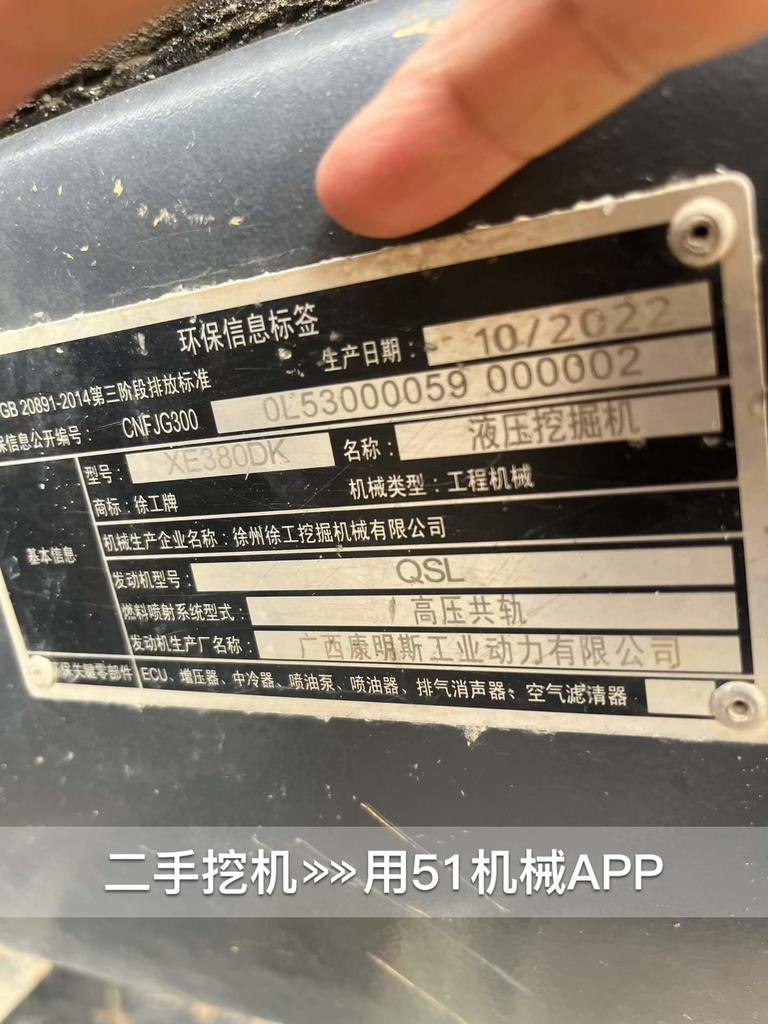 环保信息标签
生产日期：10/2022
GB 20891-2014第三阶段排放标准
保信息公开编号： CNFJG300 0L53000059 000002
基本信息
型号： XE380DK 名称： 液压挖掘机
商标：徐工牌 机械类型：工程机械
机械生产企业名称：徐州徐工挖掘机械有限公司
发动机型号： QSL
燃料喷射系统型式： 高压共轨
发动机生产厂名称： 广西康明斯工业动力有限公司
环保关键零部件 ECU、增压器、中冷器、喷油泵、喷油器、排气消声器、空气滤清器
二手挖机»»用51机械APP